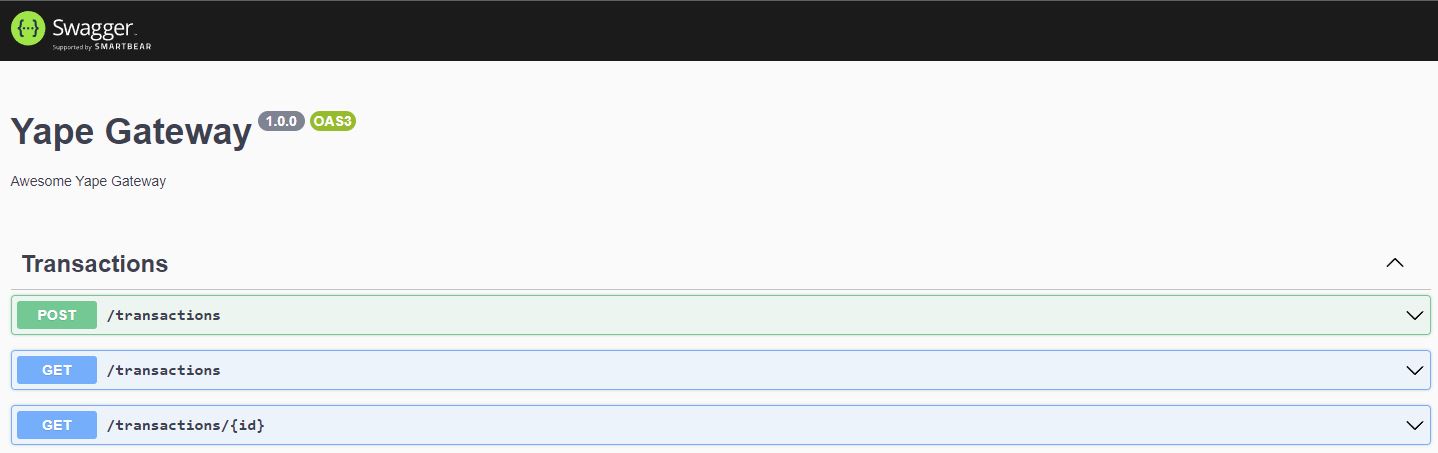 {··} Swagger.
Supported by SMARTBEAR
Yape Gateway 1.0.0 OAS3
Awesome Yape Gateway
Transactions
POST /transactions
GET /transactions
GET /transactions/{id}